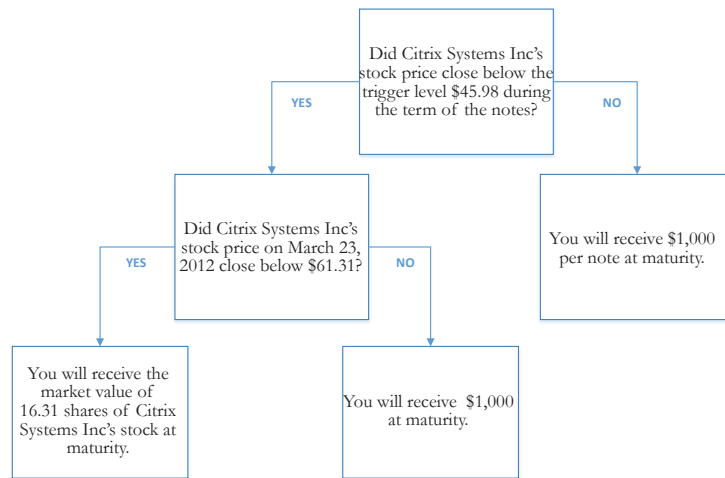 Did Citrix Systems Inc's
stock price close below the
trigger level $45.98 during
the term of the notes?
YES
NO
Did Citrix Systems Inc's
stock price on March 23,
2012 close below $61.31?
You will receive $1,000
per note at maturity.
YES
NO
You will receive the
market value of
16.31 shares of Citrix
Systems Inc's stock at
maturity.
You will receive $1,000
at maturity.